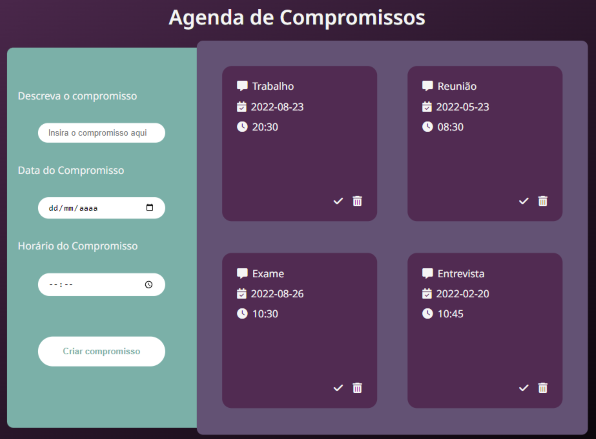 Agenda de Compromissos
Descreva o compromisso
Insira o compromisso aqui
Data do Compromisso
dd/mm/aaaa
Horário do Compromisso
--:--
Criar compromisso
Trabalho
2022-08-23
20:30
Reunião
2022-05-23
08:30
Exame
2022-08-26
10:30
Entrevista
2022-02-20
10:45